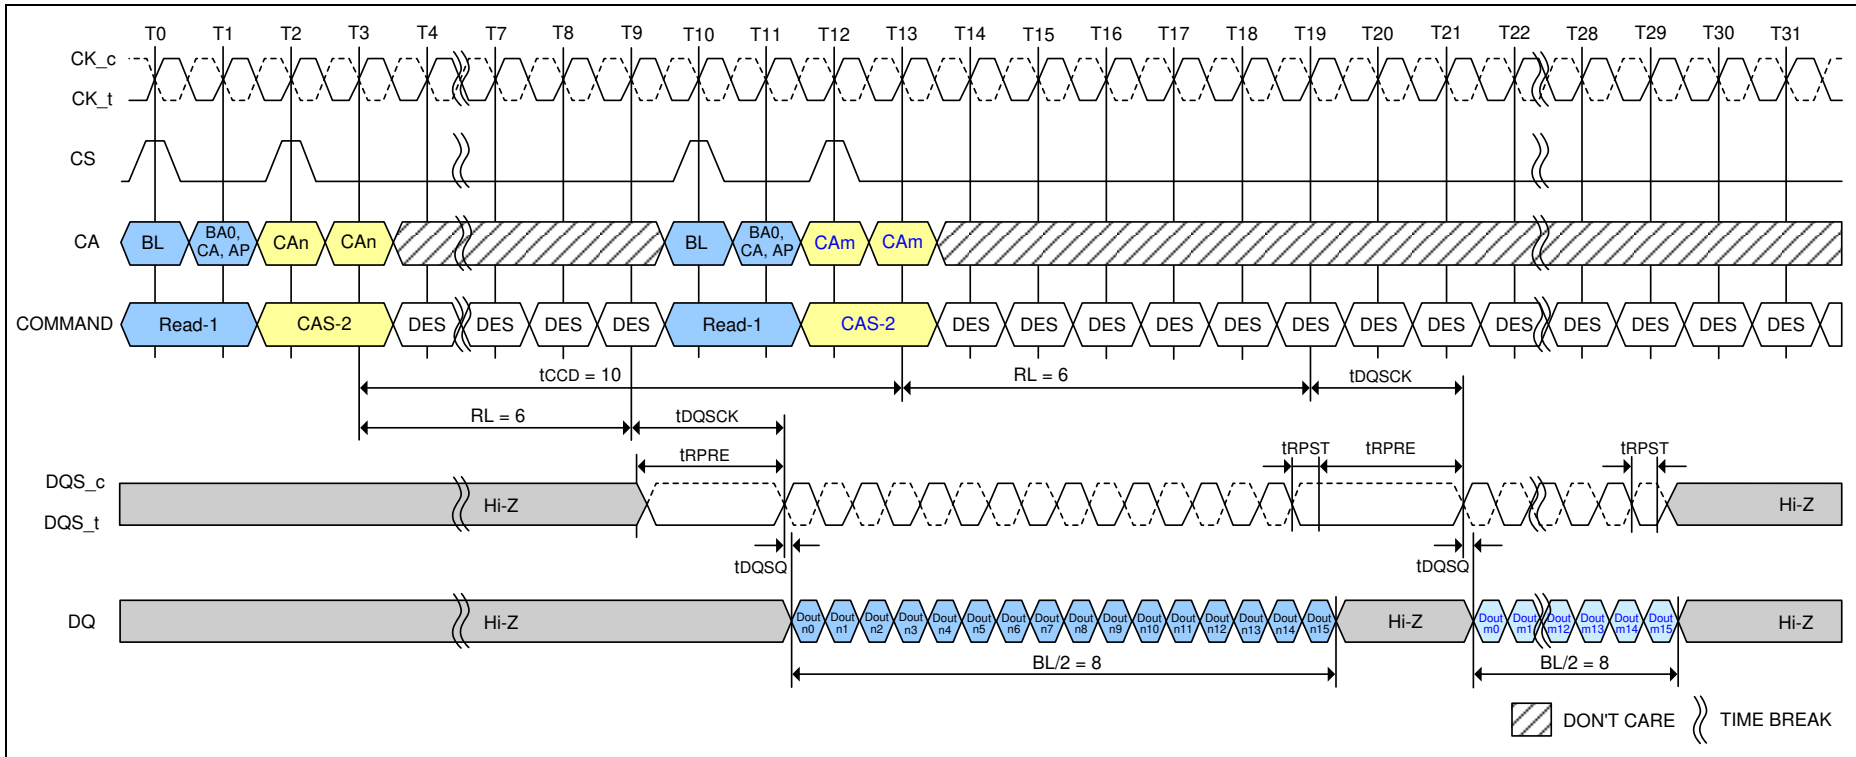 T0 T1 T2 T3 T4 T7 T8 T9 T10 T11 T12 T13 T14 T15 T16 T17 T18 T19 T20 T21 T22 T28 T29 T30 T31
CK_c
CK_t
CS
CA BL BA0, CA, AP CAn CAn BL BA0, CA, AP CAm CAm
COMMAND Read-1 CAS-2 DES DES DES DES Read-1 CAS-2 DES DES DES DES DES DES DES DES DES DES DES DES DES
tCCD = 10 RL = 6 tDQSCK
RL = 6 tDQSCK
tRPRE tRPST tRPRE tRPST
DQS_c
Hi-Z Hi-Z
DQS_t
tDQSQ tDQSQ
DQ Hi-Z Dout n0 Dout n1 Dout n2 Dout n3 Dout n4 Dout n5 Dout n6 Dout n7 Dout n8 Dout n9 Dout n10 Dout n11 Dout n12 Dout n13 Dout n14 Dout n15 Hi-Z Dout m0 Dout m1 Dout m12 Dout m13 Dout m14 Dout m15 Hi-Z
BL/2 = 8 BL/2 = 8
DON'T CARE TIME BREAK